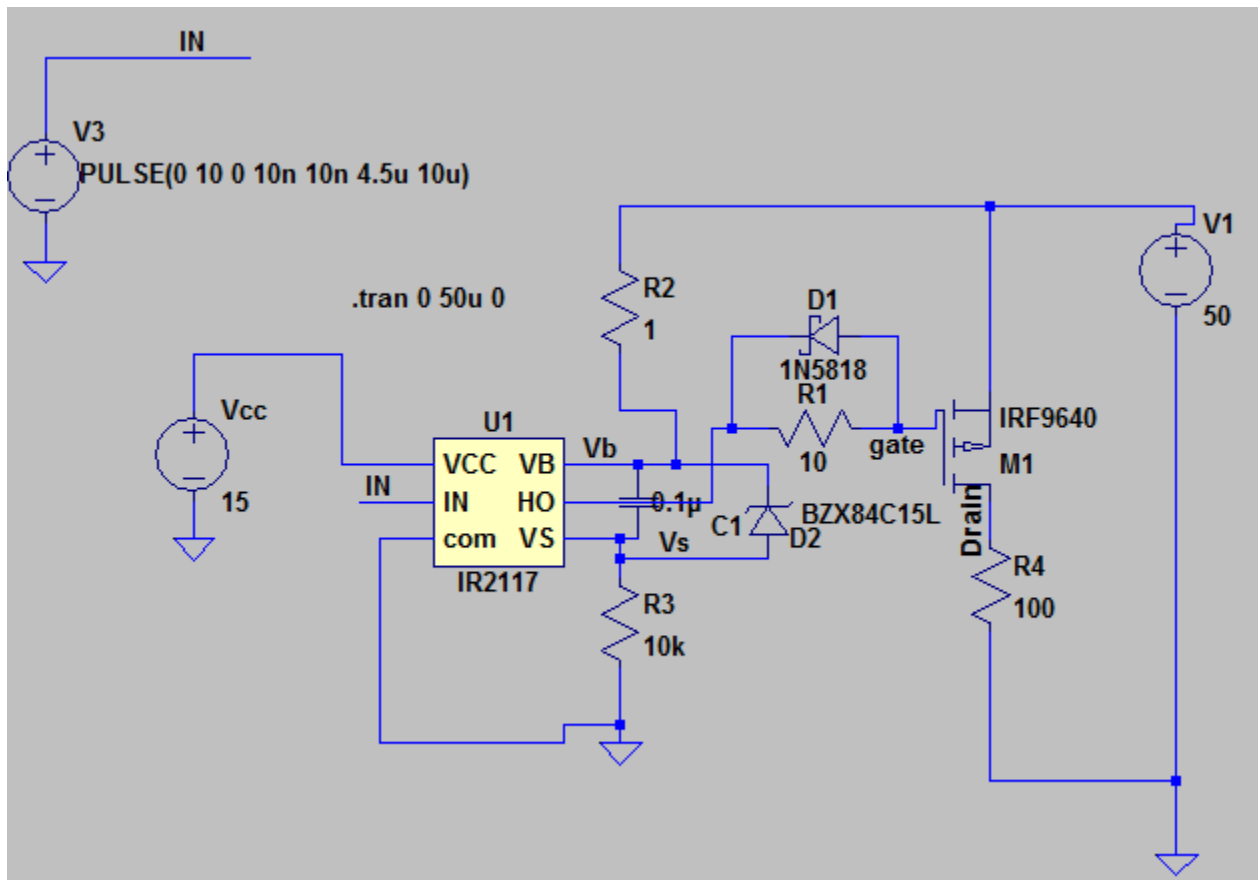 IN
V3
PULSE(0 10 0 10n 10n 4.5u 10u)
V1
50
.tran 0 50u 0
R2
1
D1
1N5818
R1
10
gate
IRF9640
M1
Vcc
15
U1
VCC VB
IN HO
com VS
IR2117
IN
Vb
0.1µ
C1
BZX84C15L
D2
Vs
Drain
R3
10k
R4
100